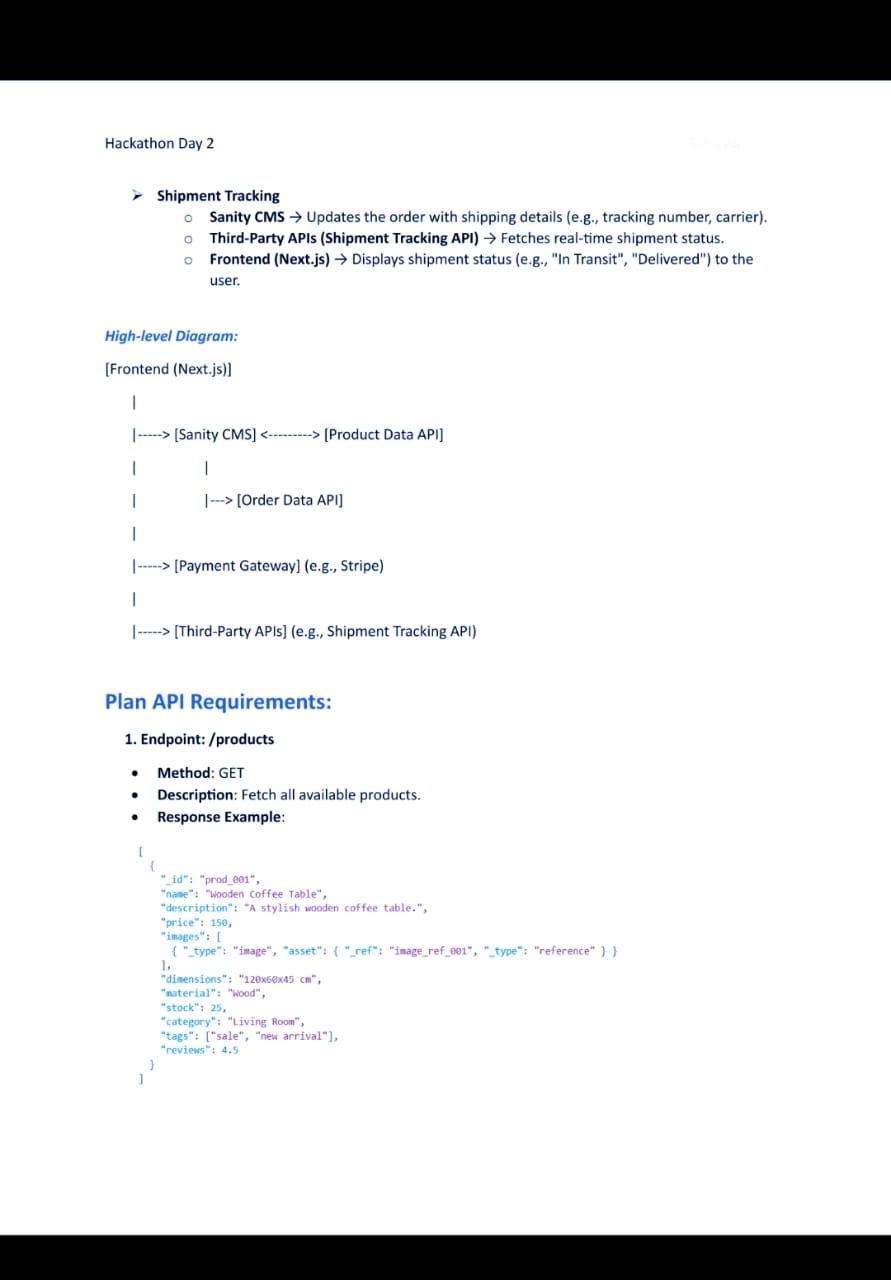 Hackathon Day 2
➢ Shipment Tracking
o Sanity CMS → Updates the order with shipping details (e.g., tracking number, carrier).
o Third-Party APIs (Shipment Tracking API) → Fetches real-time shipment status.
o Frontend (Next.js) → Displays shipment status (e.g., "In Transit", "Delivered") to the
user.
High-level Diagram:
[Frontend (Next.js)]
|
|-----> [Sanity CMS] <---------> [Product Data API]
| |
| |---> [Order Data API]
|
|-----> [Payment Gateway] (e.g., Stripe)
|
|-----> [Third-Party APIs] (e.g., Shipment Tracking API)
Plan API Requirements:
1. Endpoint: /products
• Method: GET
• Description: Fetch all available products.
• Response Example:
[
{
"_id": "prod_001",
"name": "Wooden Coffee Table",
"description": "A stylish wooden coffee table.",
"price": 150,
"images": [
{ "_type": "image", "asset": { "_ref": "image_ref_001", "_type": "reference" } }
],
"dimensions": "120x60x45 cm",
"material": "Wood",
"stock": 25,
"category": "Living Room",
"tags": ["sale", "new arrival"],
"reviews": 4.5
}
]